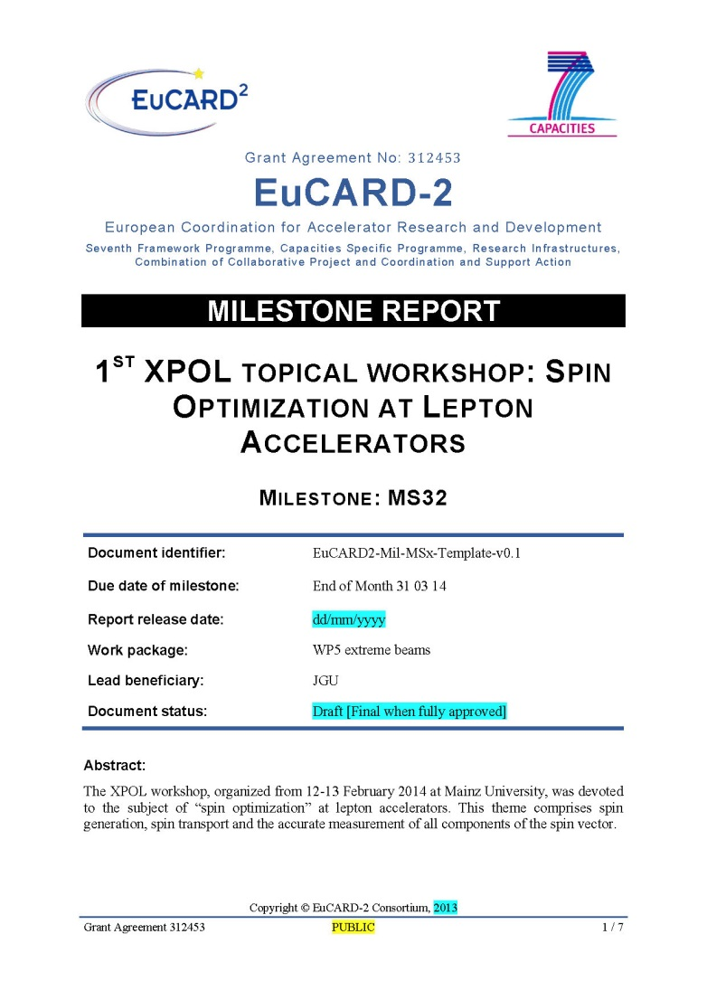 EuCARD2
7
CAPACITIES
Grant Agreement No: 312453
EuCARD-2
European Coordination for Accelerator Research and Development
Seventh Framework Programme, Capacities Specific Programme, Research Infrastructures,
Combination of Collaborative Project and Coordination and Support Action
MILESTONE REPORT
1ST XPOL TOPICAL WORKSHOP: SPIN
OPTIMIZATION AT LEPTON
ACCELERATORS
MILESTONE: MS32
Document identifier: EuCARD2-Mil-MSx-Template-v0.1
Due date of milestone: End of Month 31 03 14
Report release date: dd/mm/yyyy
Work package: WP5 extreme beams
Lead beneficiary: JGU
Document status: Draft [Final when fully approved]
Abstract:
The XPOL workshop, organized from 12-13 February 2014 at Mainz University, was devoted
to the subject of “spin optimization” at lepton accelerators. This theme comprises spin
generation, spin transport and the accurate measurement of all components of the spin vector.
Copyright © EuCARD-2 Consortium, 2013
Grant Agreement 312453 PUBLIC 1 / 7